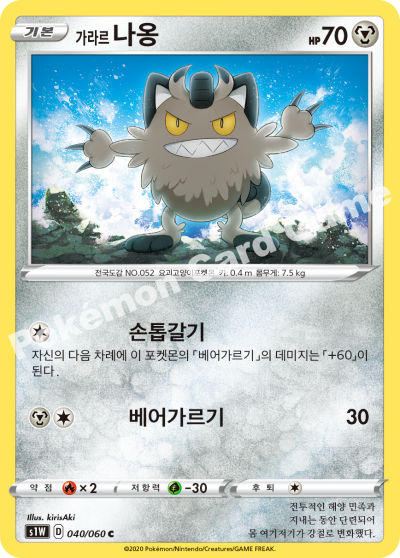 기본 가라르 나옹 HP 70
전국도감 NO.052 요괴고양이포켓몬 키: 0.4 m 몸무게: 7.5 kg
Pokémon Card Game
손톱갈기
자신의 다음 차례에 이 포켓몬의 「베어가르기」의 데미지는 「+60」이
된다.
베어가르기 30
약점 ×2 저항력 -30 후퇴
Illus. kirisAki
전투적인 해양 민족과
지내는 동안 단련되어
몸 여기저기가 강철로 변화했다.
s1W D 040/060 C
©2020 Pokémon/Nintendo/Creatures/GAME FREAK.